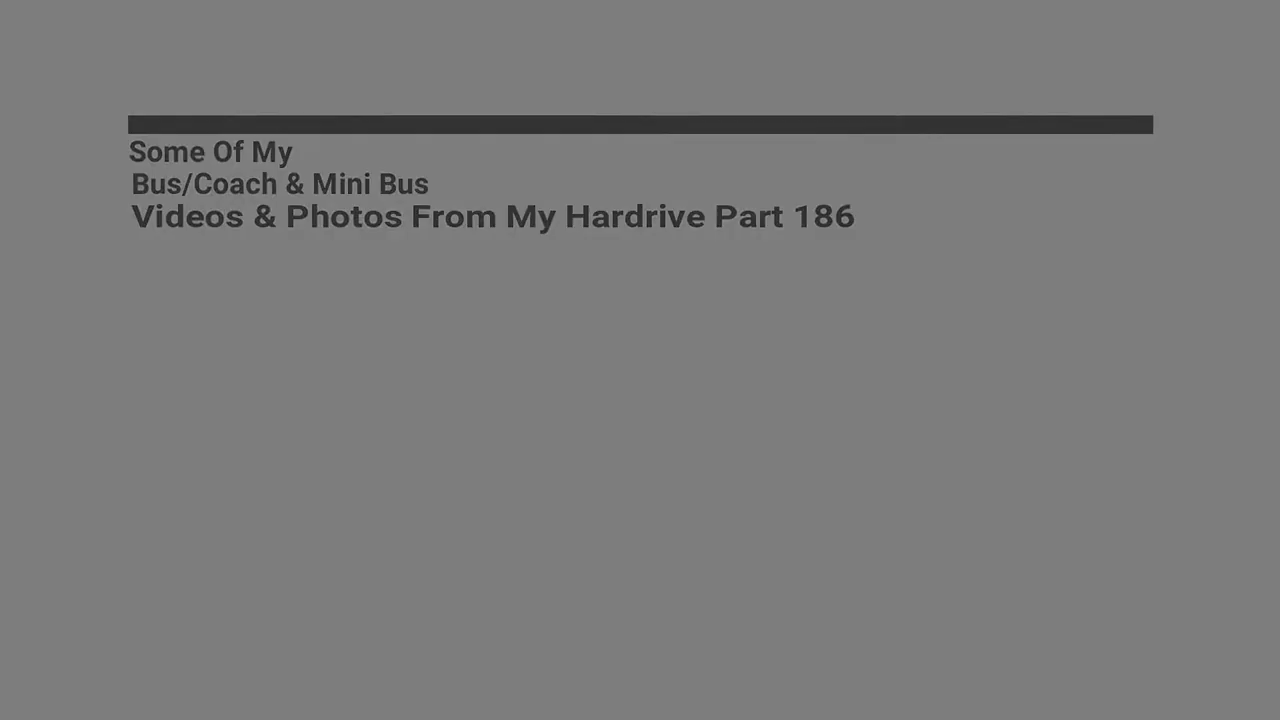 Some Of My
Bus/Coach & Mini Bus
Videos & Photos From My Hardrive Part 186